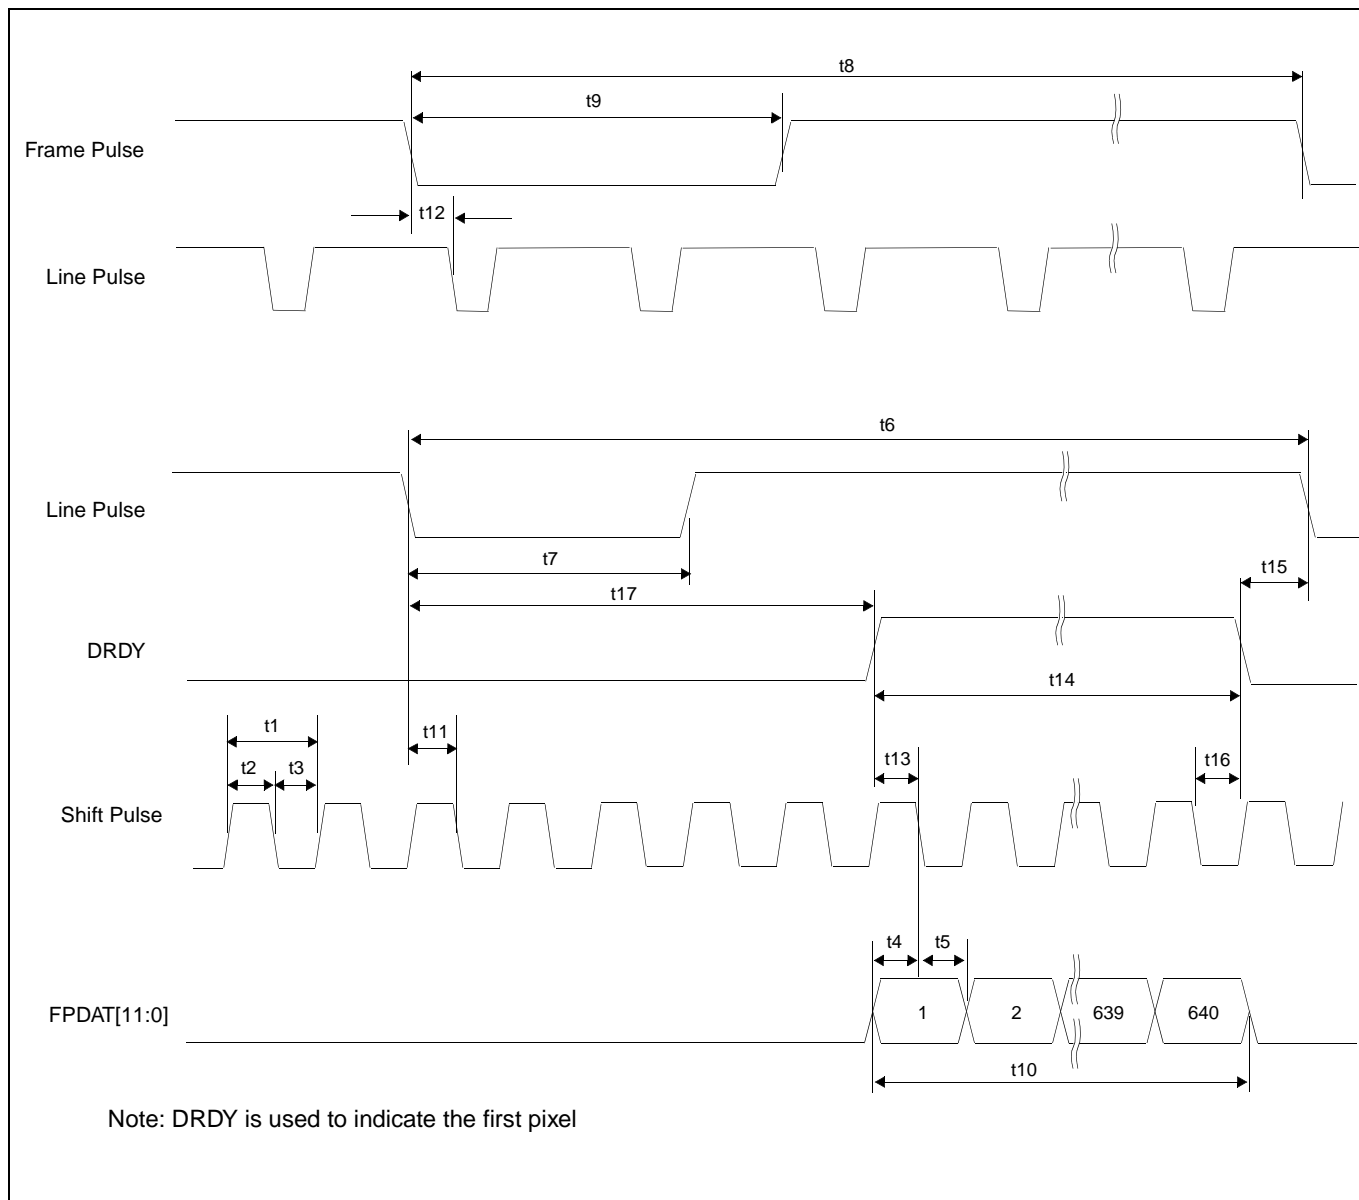 t8
t9
Frame Pulse
t12
Line Pulse
t6
Line Pulse
t7
t15
t17
DRDY
t14
t1
t11
t13
t16
t2
t3
Shift Pulse
t4
t5
FPDAT[11:0]
1
2
639
640
t10
Note: DRDY is used to indicate the first pixel